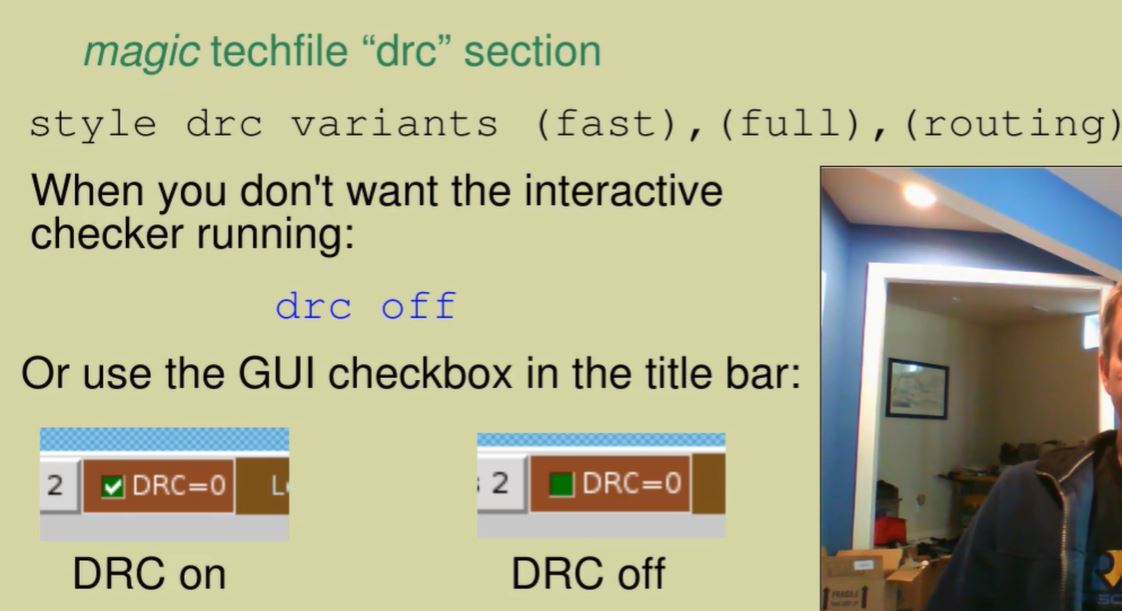 magic techfile “drc” section
style drc variants (fast),(full),(routing)
When you don't want the interactive
checker running:
drc off
Or use the GUI checkbox in the title bar:
2 DRC=0
2 DRC=0
DRC on
DRC off
FRAGILE